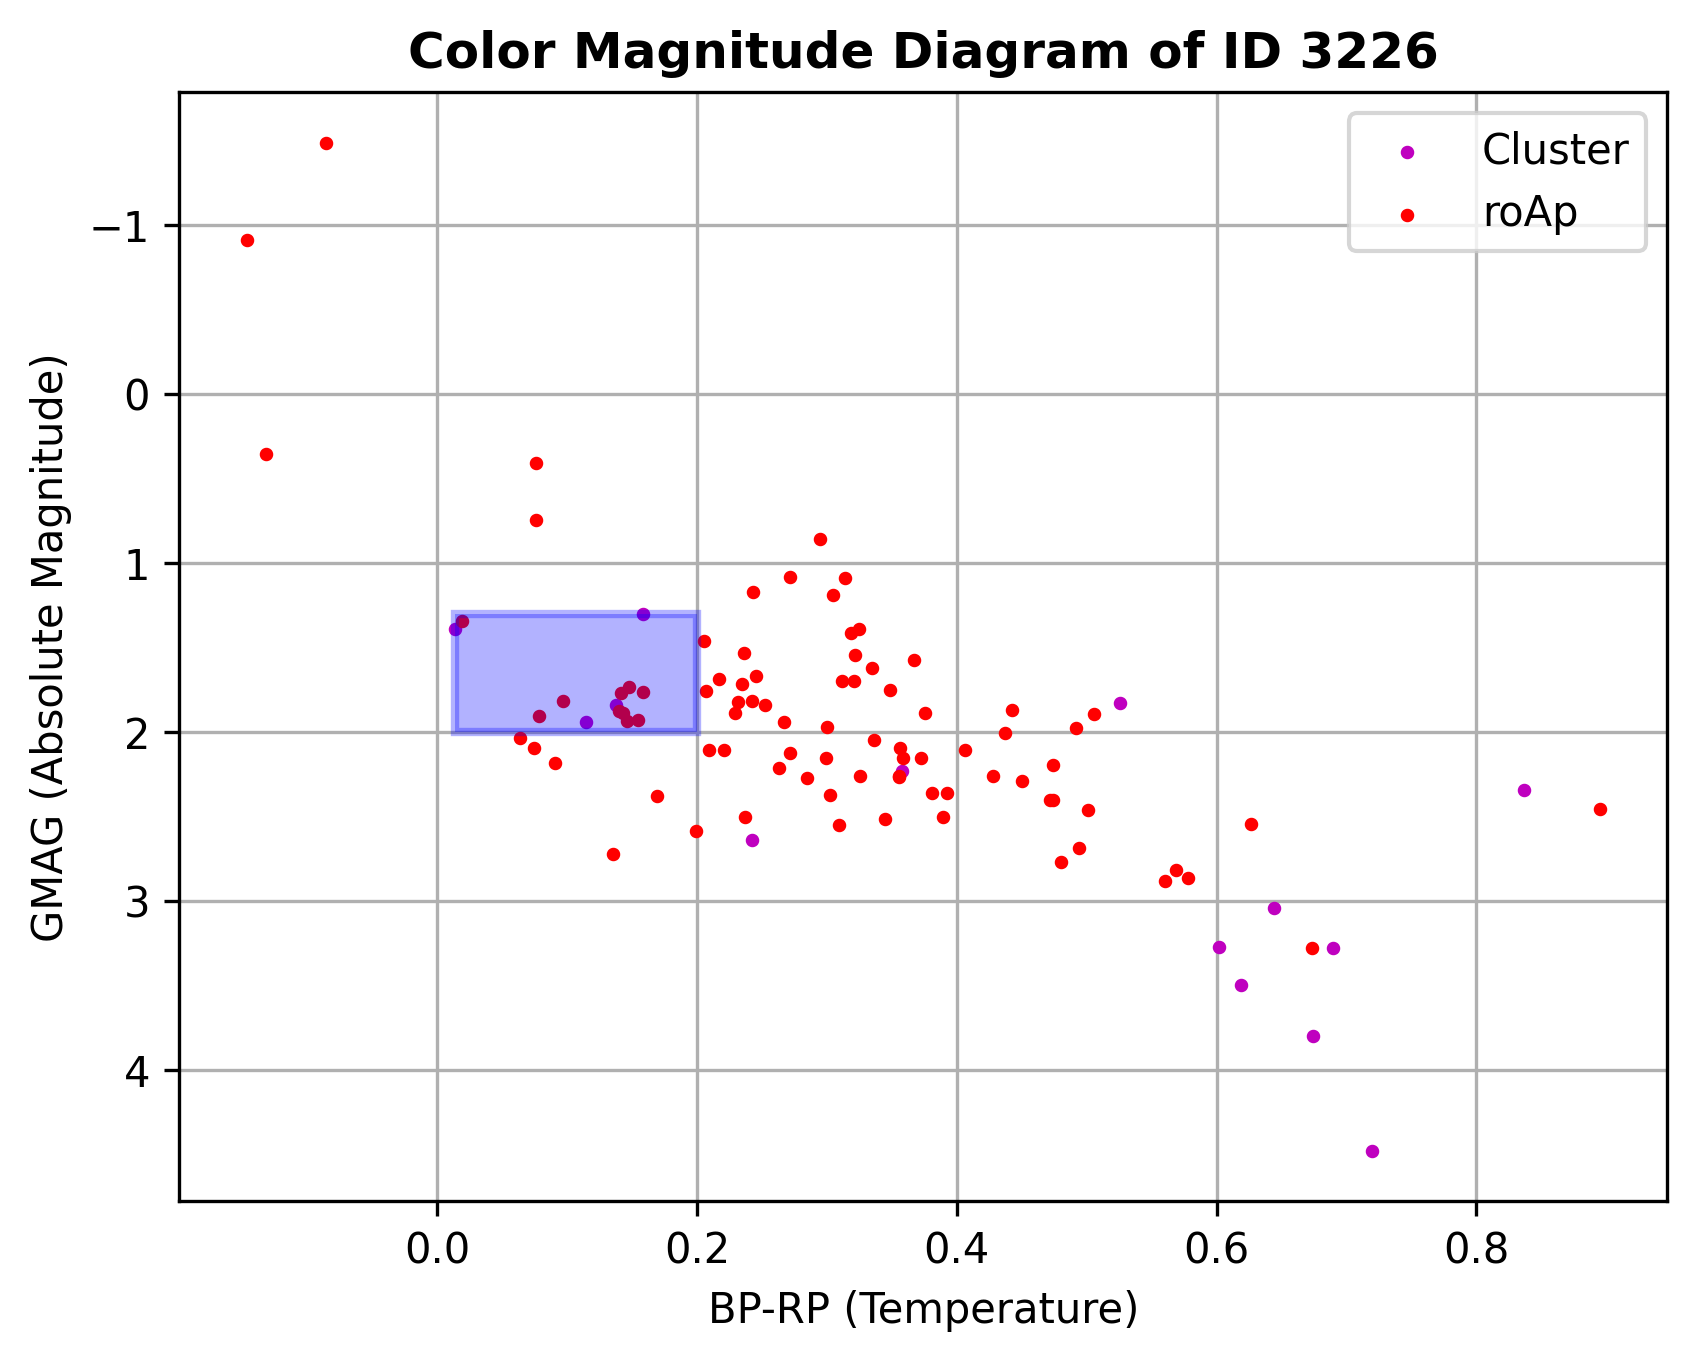 Color Magnitude Diagram of ID 3226
Cluster
roAp
−1
0
1
2
3
4
GMAG (Absolute Magnitude)
0.0 0.2 0.4 0.6 0.8
BP-RP (Temperature)